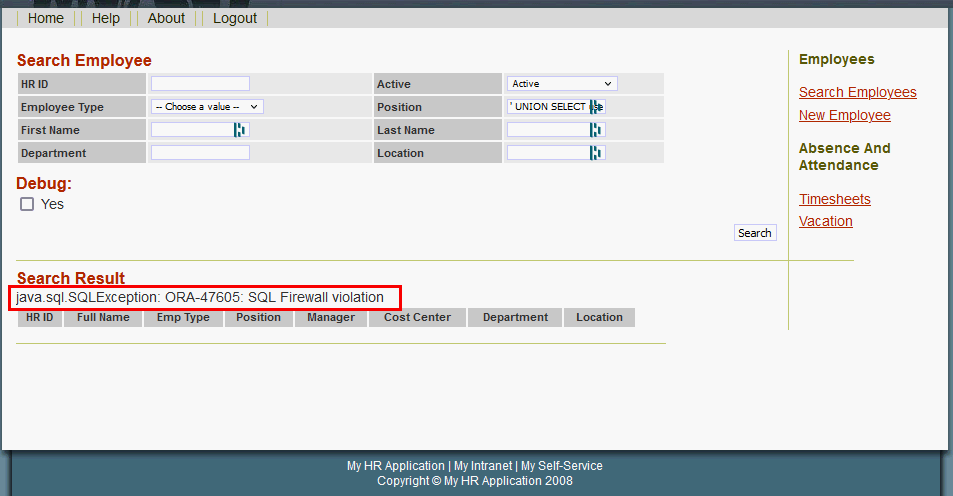 Home Help About Logout
Search Employee
HR ID Active Active
Employee Type -- Choose a value -- Position ' UNION SELECT
First Name Last Name
Department Location
Debug:
Yes
Search
Search Result
java.sql.SQLException: ORA-47605: SQL Firewall violation
HR ID Full Name Emp Type Position Manager Cost Center Department Location
Employees
Search Employees
New Employee
Absence And
Attendance
Timesheets
Vacation
My HR Application | My Intranet | My Self-Service
Copyright © My HR Application 2008